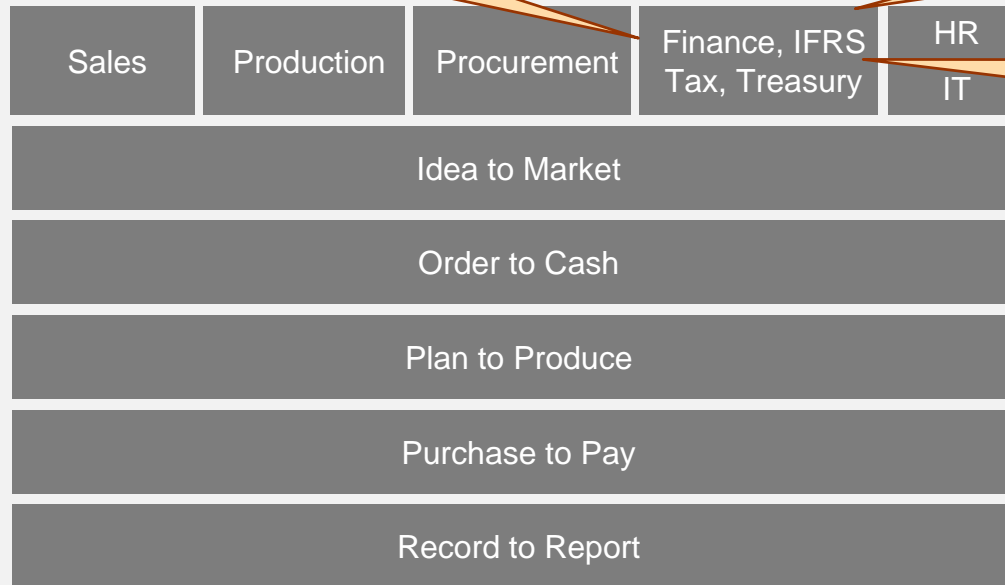 Sales
Production
Procurement
Finance, IFRS
Tax, Treasury
HR
IT
Idea to Market
Order to Cash
Plan to Produce
Purchase to Pay
Record to Report